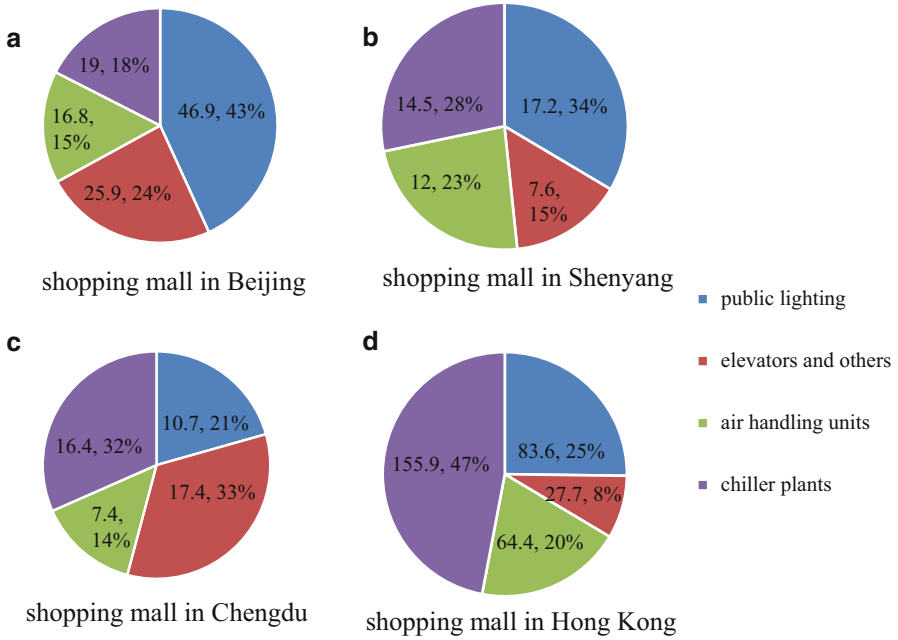 a
19, 18%
46.9, 43%
16.8,
15%
25.9, 24%
shopping mall in Beijing
b
14.5, 28%
17.2, 34%
12, 23%
7.6,
15%
shopping mall in Shenyang
public lighting
elevators and others
air handling units
chiller plants
c
10.7, 21%
16.4, 32%
17.4, 33%
7.4,
14%
shopping mall in Chengdu
d
83.6, 25%
155.9, 47%
27.7, 8%
64.4, 20%
shopping mall in Hong Kong